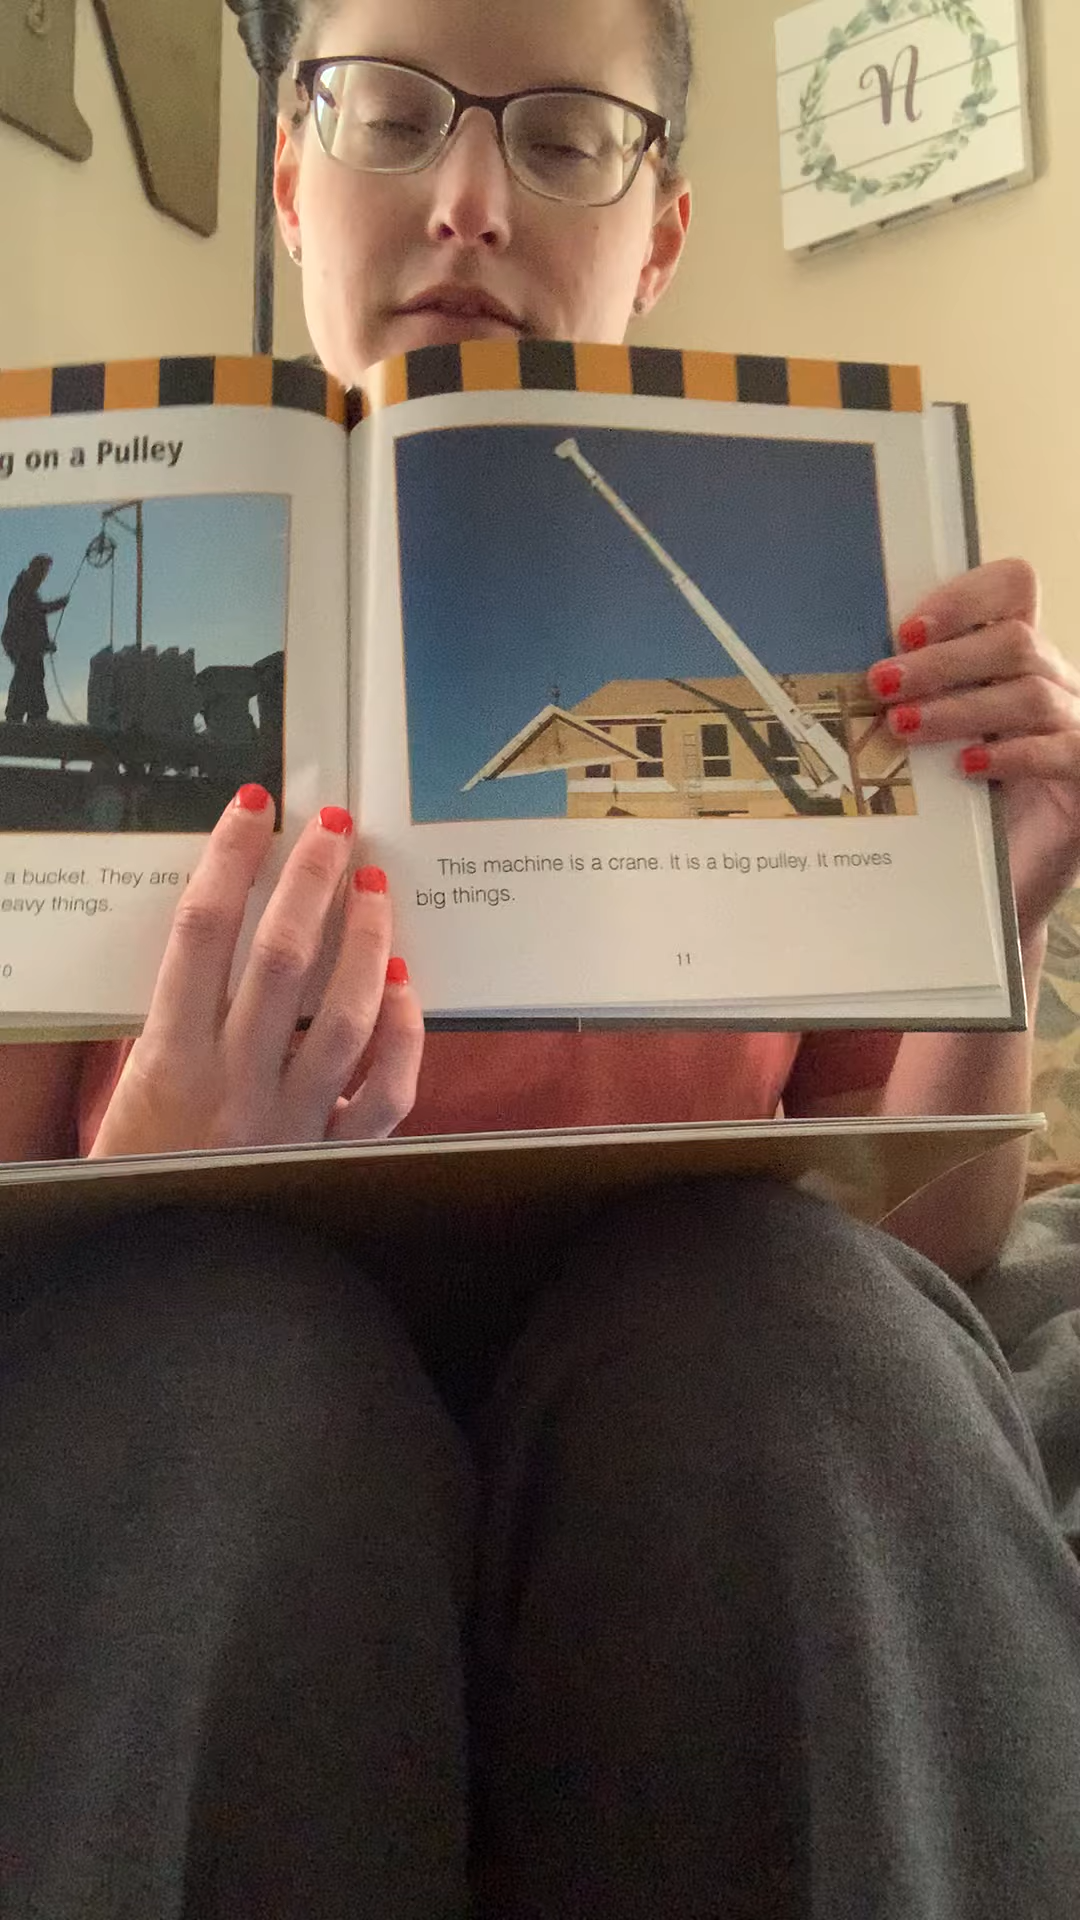 n
g on a Pulley
a bucket. They are
eavy things.
0
This machine is a crane. It is a big pulley. It moves
big things.
11